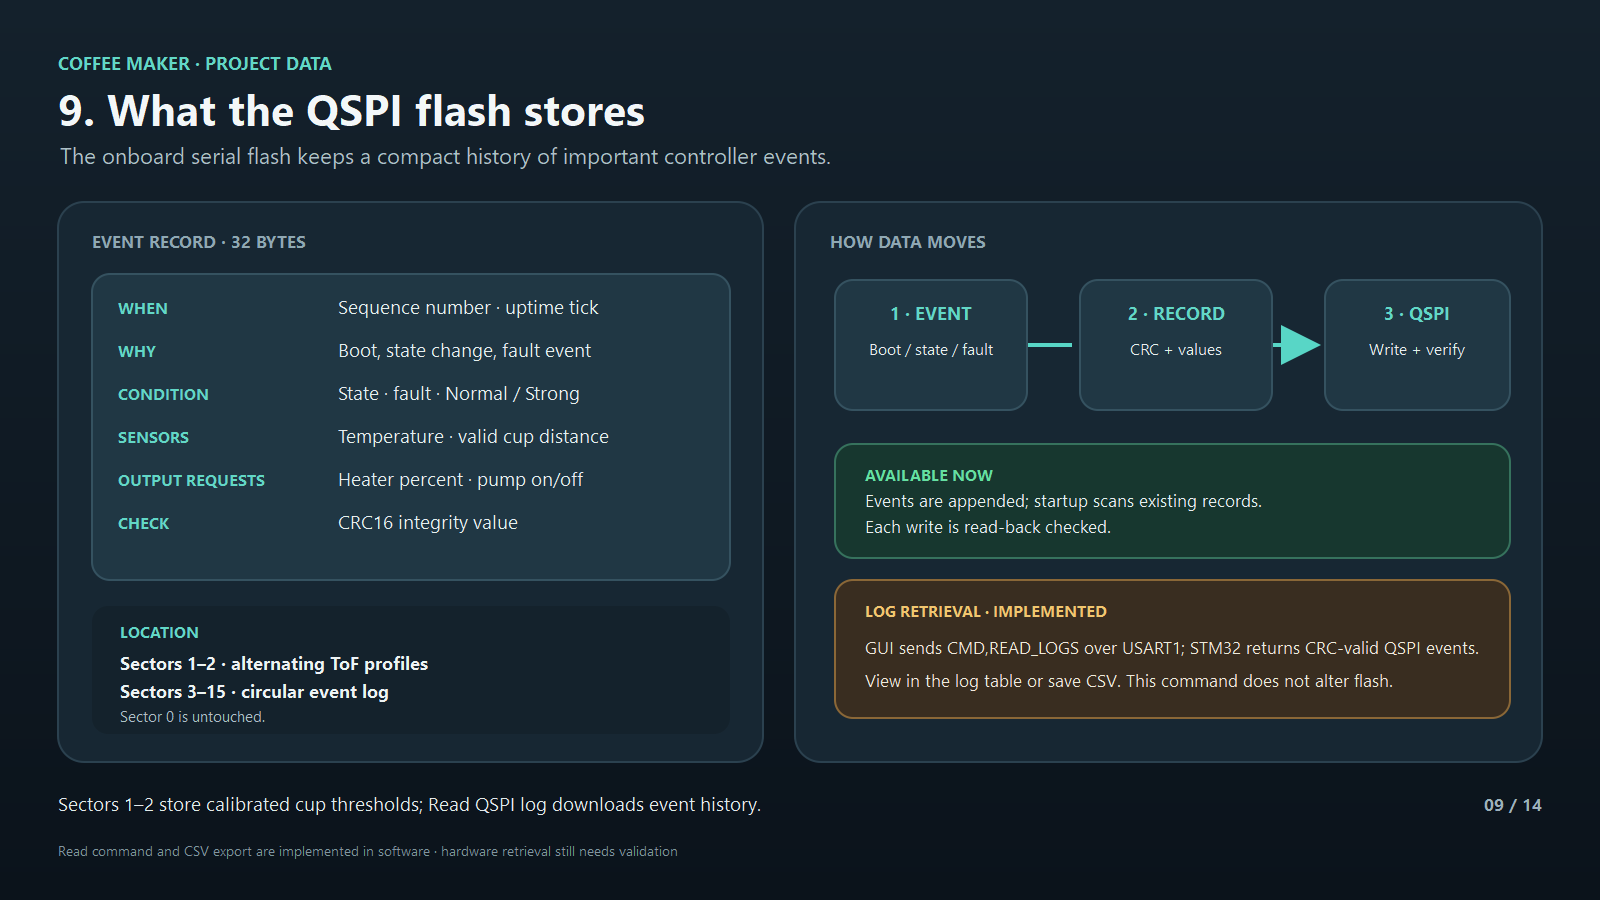 COFFEE MAKER · PROJECT DATA
9. What the QSPI flash stores
The onboard serial flash keeps a compact history of important controller events.
EVENT RECORD · 32 BYTES
WHEN Sequence number · uptime tick
WHY Boot, state change, fault event
CONDITION State · fault · Normal / Strong
SENSORS Temperature · valid cup distance
OUTPUT REQUESTS Heater percent · pump on/off
CHECK CRC16 integrity value
LOCATION
Sectors 1–2 · alternating ToF profiles
Sectors 3–15 · circular event log
Sector 0 is untouched.
HOW DATA MOVES
1 · EVENT
Boot / state / fault
2 · RECORD
CRC + values
3 · QSPI
Write + verify
AVAILABLE NOW
Events are appended; startup scans existing records.
Each write is read-back checked.
LOG RETRIEVAL · IMPLEMENTED
GUI sends CMD,READ_LOGS over USART1; STM32 returns CRC-valid QSPI events.
View in the log table or save CSV. This command does not alter flash.
Sectors 1–2 store calibrated cup thresholds; Read QSPI log downloads event history.
09 / 14
Read command and CSV export are implemented in software · hardware retrieval still needs validation